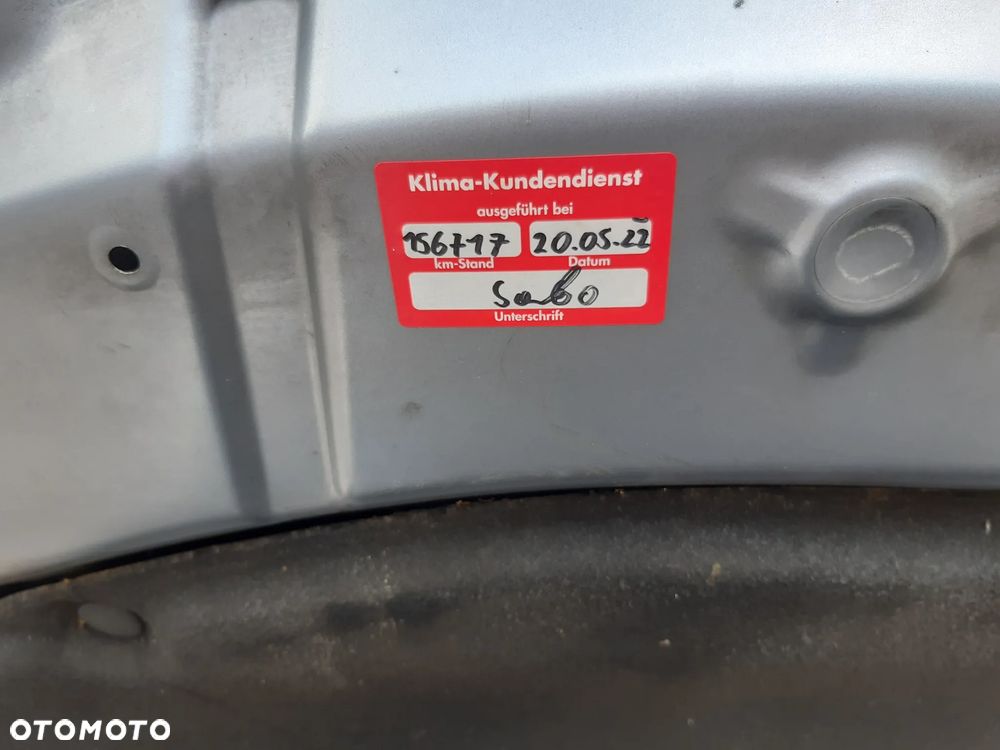 Klima-Kundendienst
ausgeführt bei
156717 20.05.22
km-Stand Datum
Sabo
Unterschrift
OTOMOTO